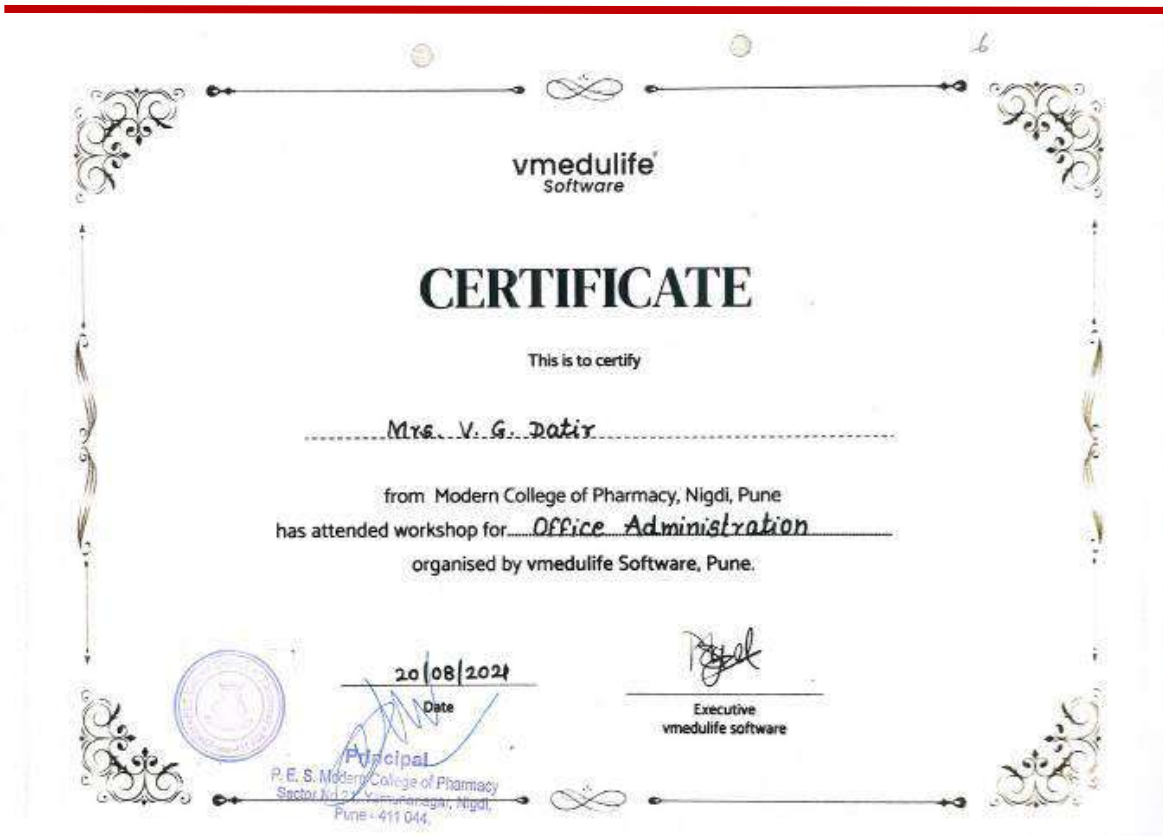 6
vmedulife
Software
CERTIFICATE
This is to certify
Mrs. V. G. Datir
from Modern College of Pharmacy, Nigdi, Pune
has attended workshop for Office Administration
organised by vmedulife Software, Pune.
20/08/2021
Date
Executive
vmedulife software
Principal
P. E. S. Modern College of Pharmacy
Sector No 21, Yamunanagar, Nigdi,
Pune - 411 044.